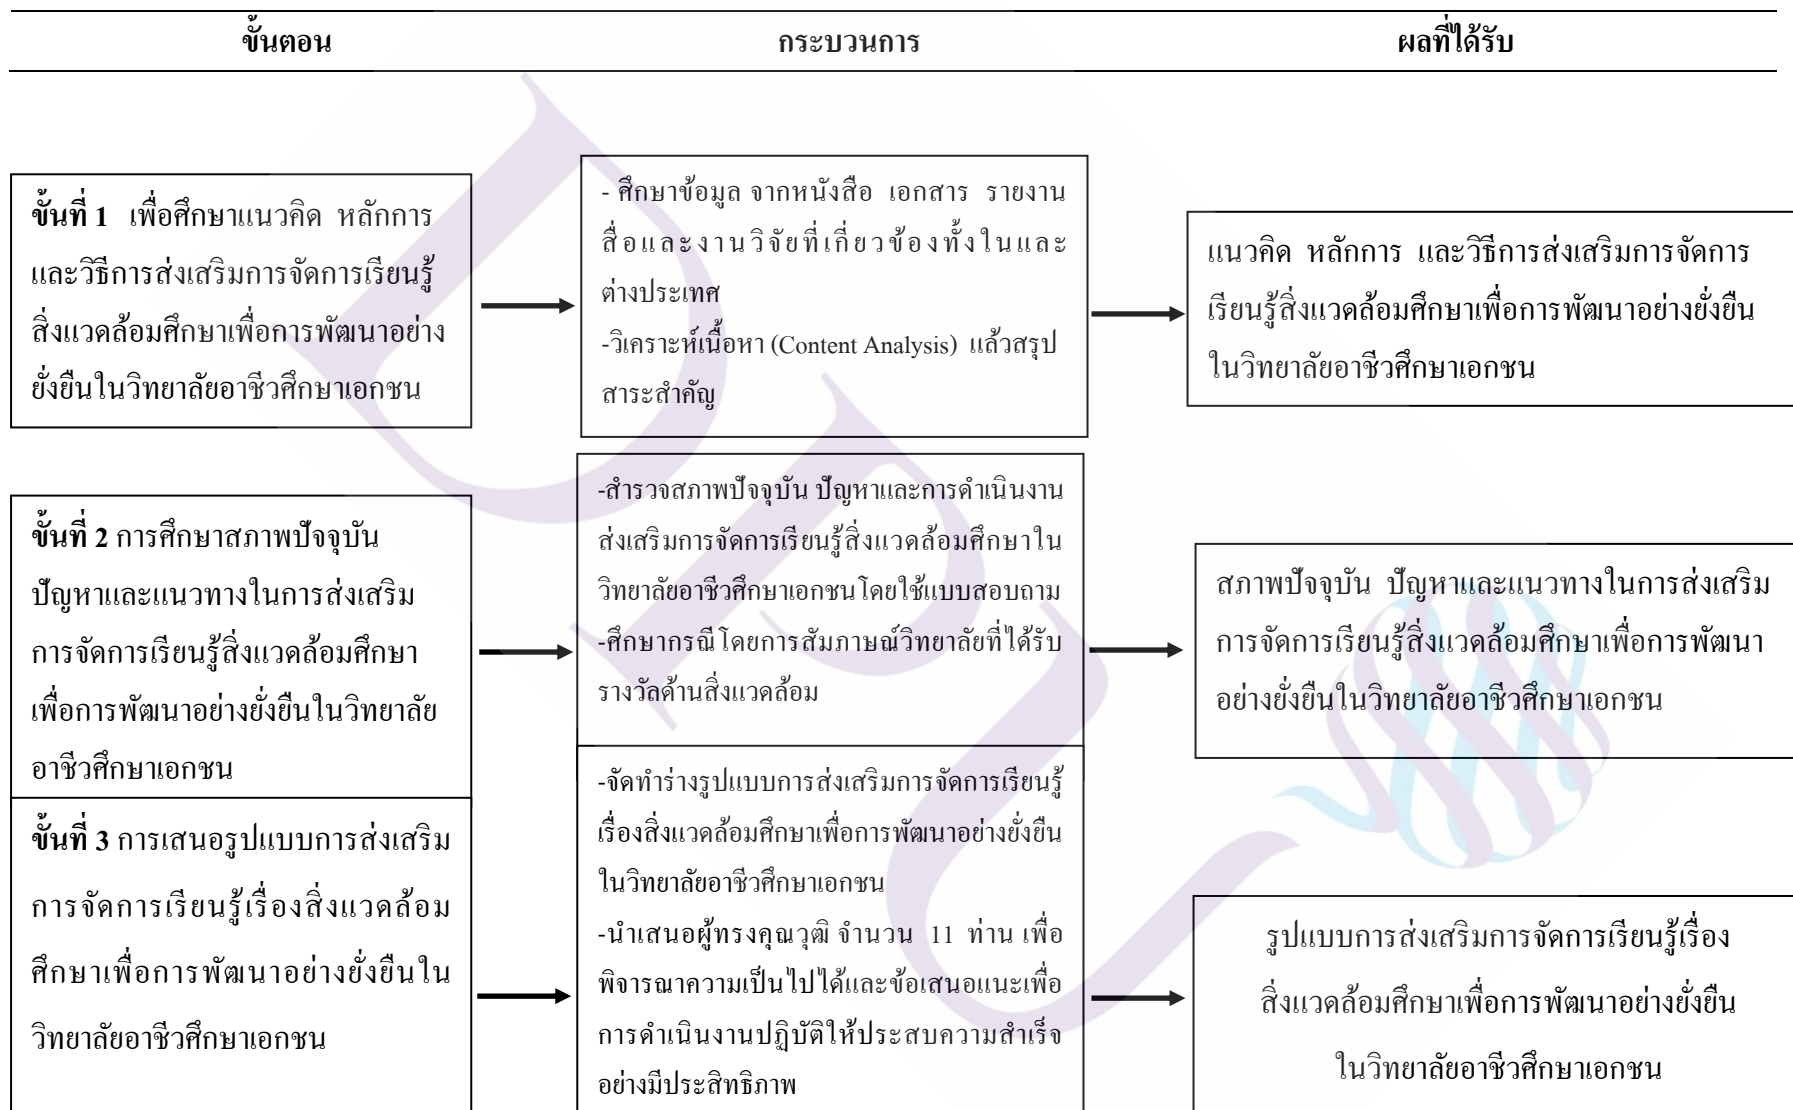 ขั้นตอน
กระบวนการ
ผลที่ได้รับ
ขั้นที่ 1 เพื่อศึกษาแนวคิด หลักการ
และวิธีการส่งเสริมการจัดการเรียนรู้
สิ่งแวดล้อมศึกษาเพื่อการพัฒนาอย่าง
ยั่งยืนในวิทยาลัยอาชีวศึกษาเอกชน
- ศึกษาข้อมูล จากหนังสือ เอกสาร รายงาน
สื่อและงานวิจัยที่เกี่ยวข้องทั้งในและ
ต่างประเทศ
-วิเคราะห์เนื้อหา (Content Analysis) แล้วสรุป
สาระสำคัญ
แนวคิด หลักการ และวิธีการส่งเสริมการจัดการ
เรียนรู้สิ่งแวดล้อมศึกษาเพื่อการพัฒนาอย่างยั่งยืน
ในวิทยาลัยอาชีวศึกษาเอกชน
ขั้นที่ 2 การศึกษาสภาพปัจจุบัน
ปัญหาและแนวทางในการส่งเสริม
การจัดการเรียนรู้สิ่งแวดล้อมศึกษา
เพื่อการพัฒนาอย่างยั่งยืนในวิทยาลัย
อาชีวศึกษาเอกชน
-สำรวจสภาพปัจจุบัน ปัญหาและการดำเนินงาน
ส่งเสริมการจัดการเรียนรู้สิ่งแวดล้อมศึกษาใน
วิทยาลัยอาชีวศึกษาเอกชนโดยใช้แบบสอบถาม
-ศึกษากรณีโดยการสัมภาษณ์วิทยาลัยที่ได้รับ
รางวัลด้านสิ่งแวดล้อม
สภาพปัจจุบัน ปัญหาและแนวทางในการส่งเสริม
การจัดการเรียนรู้สิ่งแวดล้อมศึกษาเพื่อการพัฒนา
อย่างยั่งยืนในวิทยาลัยอาชีวศึกษาเอกชน
ขั้นที่ 3 การเสนอรูปแบบการส่งเสริม
การจัดการเรียนรู้เรื่องสิ่งแวดล้อม
ศึกษาเพื่อการพัฒนาอย่างยั่งยืนใน
วิทยาลัยอาชีวศึกษาเอกชน
-จัดทำร่างรูปแบบการส่งเสริมการจัดการเรียนรู้
เรื่องสิ่งแวดล้อมศึกษาเพื่อการพัฒนาอย่างยั่งยืน
ในวิทยาลัยอาชีวศึกษาเอกชน
-นำเสนอผู้ทรงคุณวุฒิ จำนวน 11 ท่าน เพื่อ
พิจารณาความเป็นไปได้และข้อเสนอแนะเพื่อ
การดำเนินงานปฏิบัติให้ประสบความสำเร็จ
อย่างมีประสิทธิภาพ
รูปแบบการส่งเสริมการจัดการเรียนรู้เรื่อง
สิ่งแวดล้อมศึกษาเพื่อการพัฒนาอย่างยั่งยืน
ในวิทยาลัยอาชีวศึกษาเอกชน
DPU